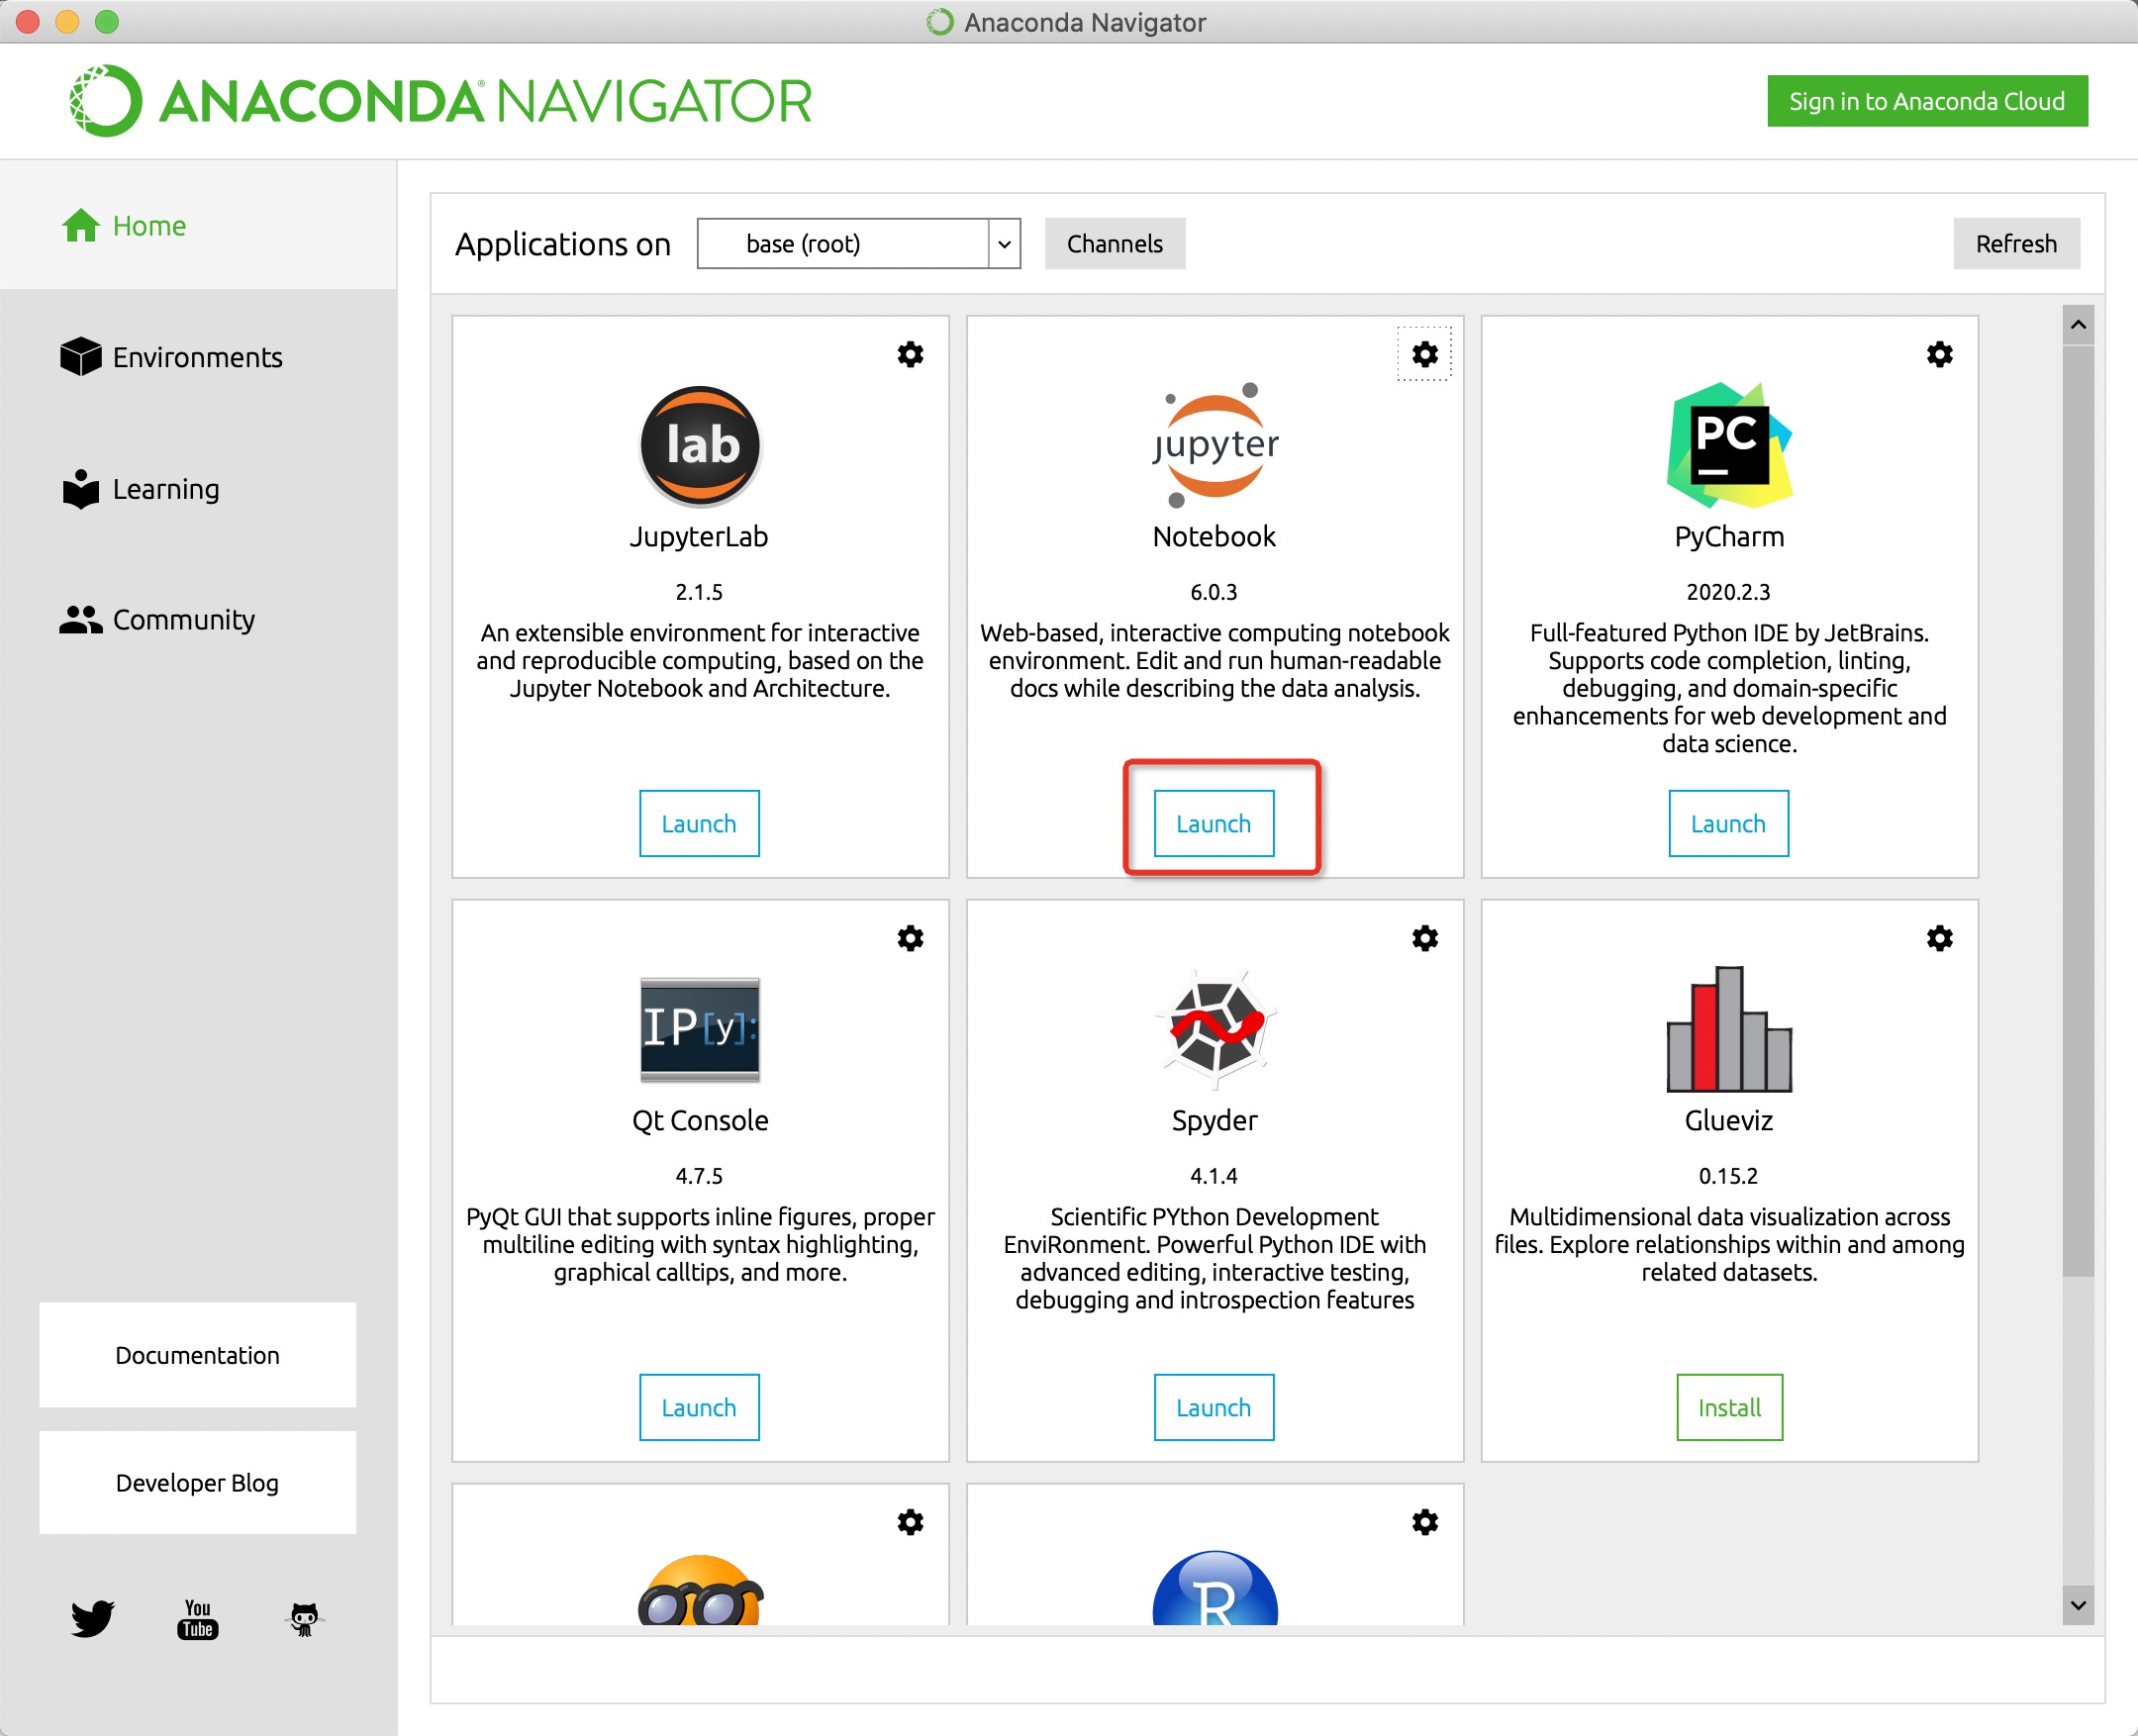 Anaconda Navigator
ANACONDA® NAVIGATOR
Sign in to Anaconda Cloud
Home
Environments
Learning
Community
Documentation
Developer Blog
You
Tube
Applications on
base (root)
Channels
Refresh
lab
JupyterLab
2.1.5
An extensible environment for interactive
and reproducible computing, based on the
Jupyter Notebook and Architecture.
Launch
jupyter
Notebook
6.0.3
Web-based, interactive computing notebook
environment. Edit and run human-readable
docs while describing the data analysis.
Launch
PC
PyCharm
2020.2.3
Full-featured Python IDE by JetBrains.
Supports code completion, linting,
debugging, and domain-specific
enhancements for web development and
data science.
Launch
IP[y]:
Qt Console
4.7.5
PyQt GUI that supports inline figures, proper
multiline editing with syntax highlighting,
graphical calltips, and more.
Launch
Spyder
4.1.4
Scientific PYthon Development
EnviRonment. Powerful Python IDE with
advanced editing, interactive testing,
debugging and introspection features
Launch
Glueviz
0.15.2
Multidimensional data visualization across
files. Explore relationships within and among
related datasets.
Install
R